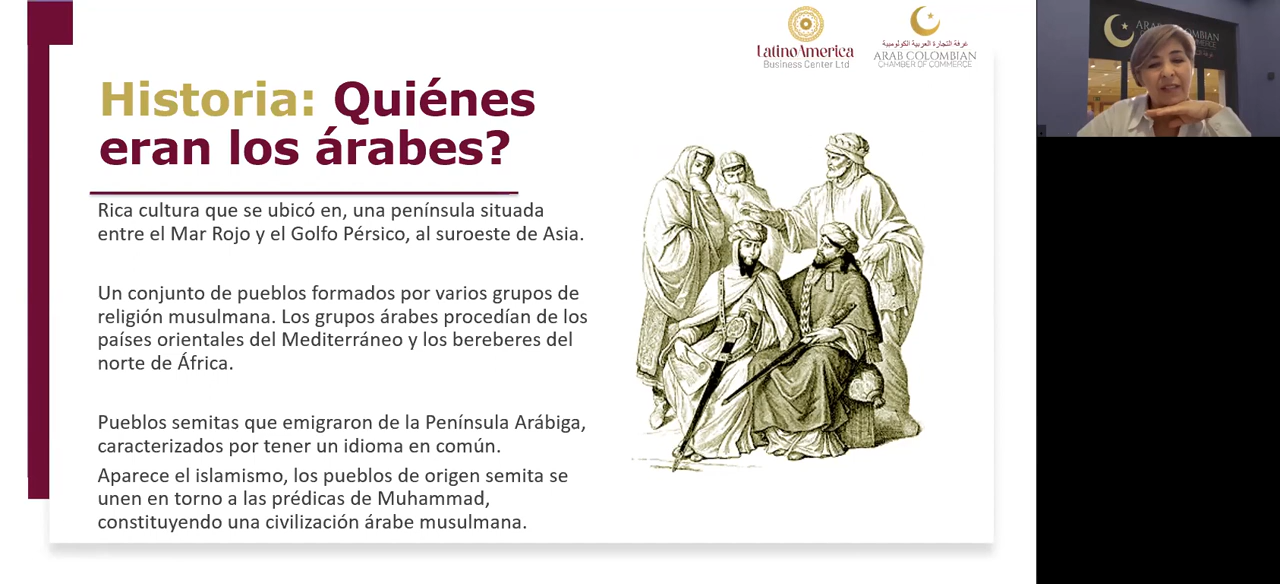 LatinoAmerica
Business Center Ltd
غرفة التجارة العربية الكولومبية
ARAB COLOMBIAN
CHAMBER OF COMMERCE
Historia: Quiénes
eran los árabes?
Rica cultura que se ubicó en, una península situada
entre el Mar Rojo y el Golfo Pérsico, al suroeste de Asia.
Un conjunto de pueblos formados por varios grupos de
religión musulmana. Los grupos árabes procedían de los
países orientales del Mediterráneo y los bereberes del
norte de África.
Pueblos semitas que emigraron de la Península Arábiga,
caracterizados por tener un idioma en común.
Aparece el islamismo, los pueblos de origen semita se
unen en torno a las prédicas de Muhammad,
constituyendo una civilización árabe musulmana.
ARAB COLOMBIAN